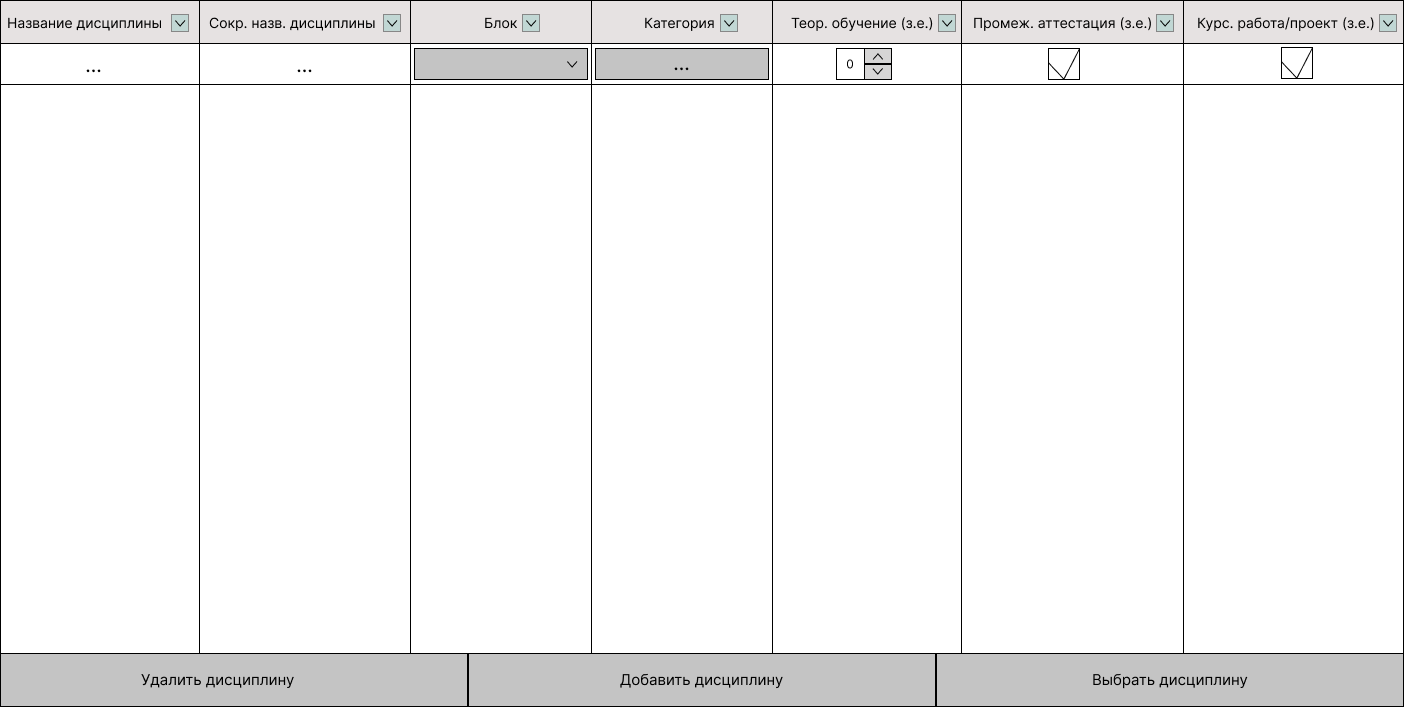 Название дисциплины Сокр. назв. дисциплины Блок Категория Теор. обучение (з.е.) Промеж. аттестация (з.е.) Курс. работа/проект (з.е.)
... ... ... 0
Удалить дисциплину Добавить дисциплину Выбрать дисциплину